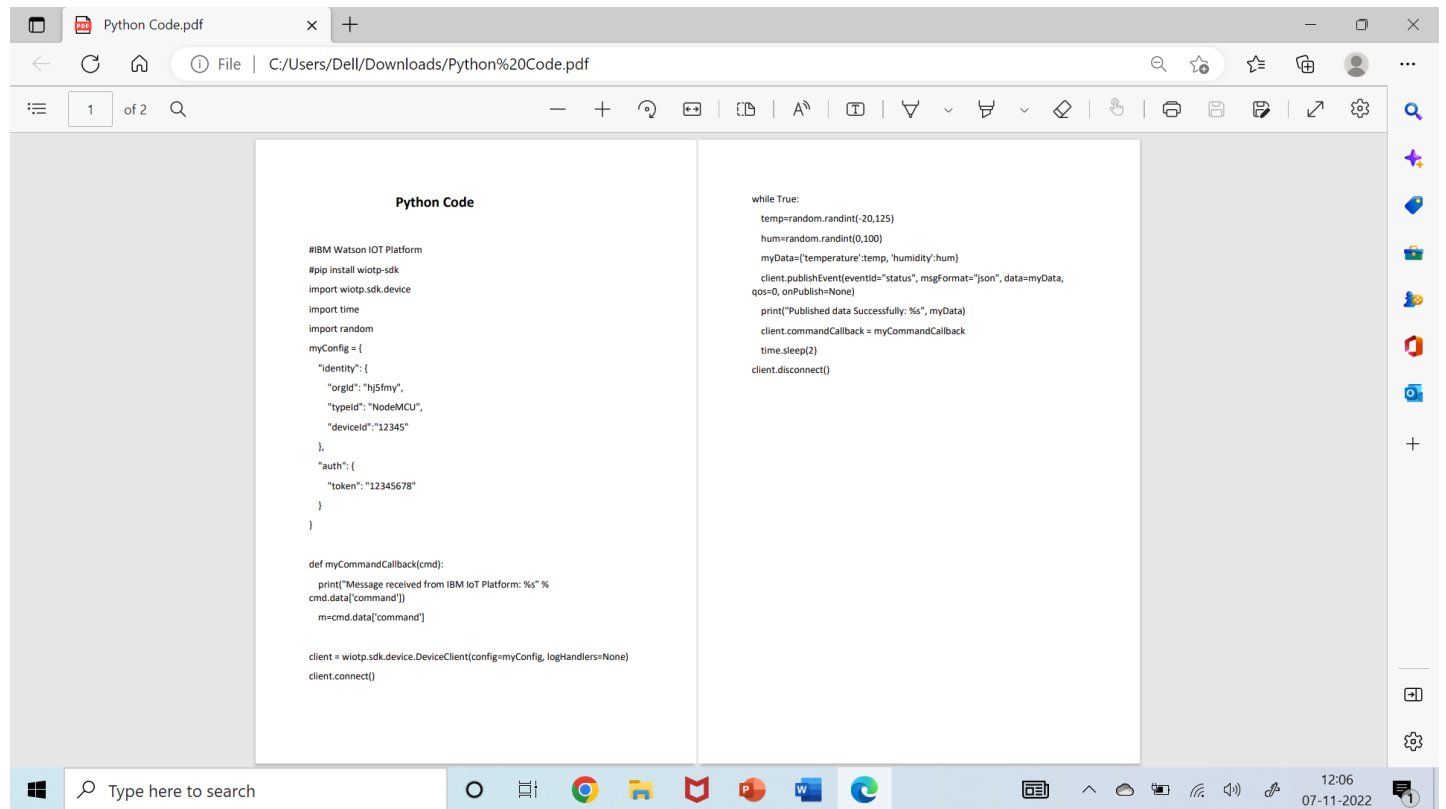 Python Code.pdf
File | C:/Users/Dell/Downloads/Python%20Code.pdf
1 of 2
Python Code
#IBM Watson IOT Platform
#pip install wiotp-sdk
import wiotp.sdk.device
import time
import random
myConfig = {
"identity": {
"orgId": "hj5fmy",
"typeId": "NodeMCU",
"deviceId":"12345"
},
"auth": {
"token": "12345678"
}
}
def myCommandCallback(cmd):
print("Message received from IBM IoT Platform: %s" %
cmd.data['command'])
m=cmd.data['command']
client = wiotp.sdk.device.DeviceClient(config=myConfig, logHandlers=None)
client.connect()
while True:
temp=random.randint(-20,125)
hum=random.randint(0,100)
myData={'temperature':temp, 'humidity':hum}
client.publishEvent(eventId="status", msgFormat="json", data=myData,
qos=0, onPublish=None)
print("Published data Successfully: %s", myData)
client.commandCallback = myCommandCallback
time.sleep(2)
client.disconnect()
Type here to search
12:06
07-11-2022
1